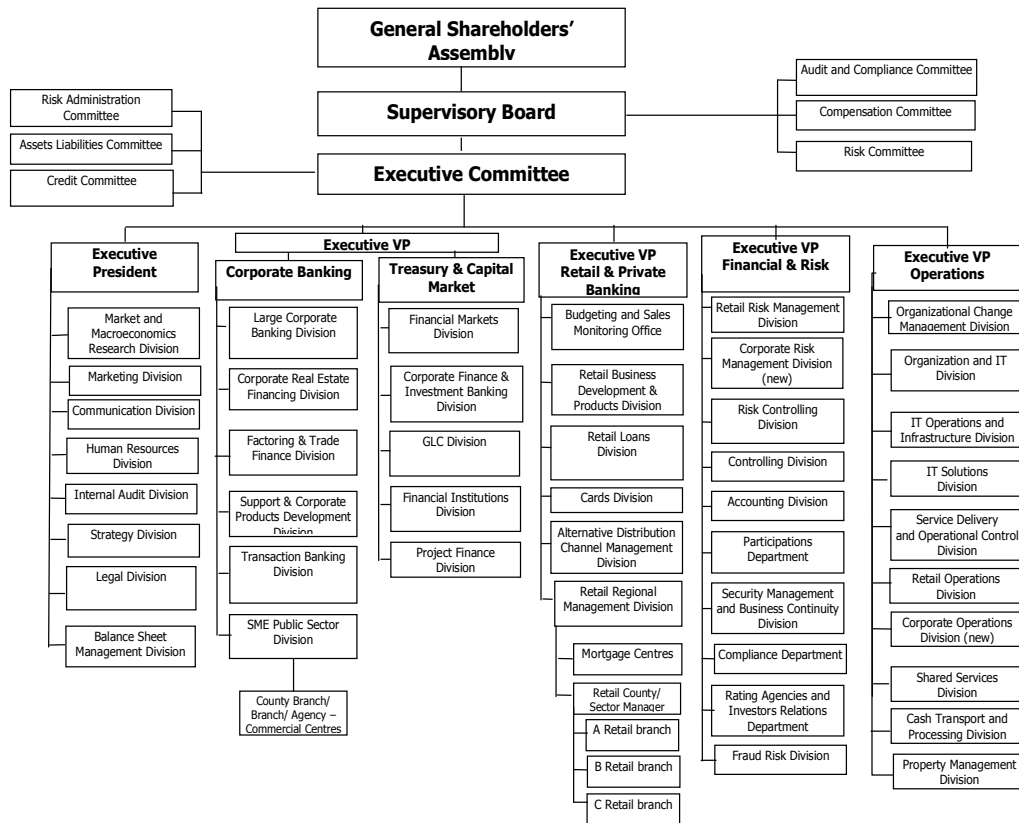 General Shareholders'
Assembly
Audit and Compliance Committee
Risk Administration
Committee
Supervisory Board
Compensation Committee
Assets Liabilities Committee
Risk Committee
Executive Committee
Credit Committee
Executive
President
Executive VP
Corporate Banking
Treasury & Capital
Market
Executive VP
Retail & Private
Banking
Executive VP
Financial & Risk
Executive VP
Operations
Market and
Macroeconomics
Research Division
Marketing Division
Communication Division
Human Resources
Division
Internal Audit Division
Strategy Division
Legal Division
Balance Sheet
Management Division
Large Corporate
Banking Division
Corporate Real Estate
Financing Division
Factoring & Trade
Finance Division
Support & Corporate
Products Development
Division
Transaction Banking
Division
SME Public Sector
Division
County Branch/
Branch/ Agency –
Commercial Centres
Financial Markets
Division
Corporate Finance &
Investment Banking
Division
GLC Division
Financial Institutions
Division
Project Finance
Division
Budgeting and Sales
Monitoring Office
Retail Business
Development &
Products Division
Retail Loans
Division
Cards Division
Alternative Distribution
Channel Management
Division
Retail Regional
Management Division
Mortgage Centres
Retail County/
Sector Manager
A Retail branch
B Retail branch
C Retail branch
Retail Risk Management
Division
Corporate Risk
Management Division
(new)
Risk Controlling
Division
Controlling Division
Accounting Division
Participations
Department
Security Management
and Business Continuity
Division
Compliance Department
Rating Agencies and
Investors Relations
Department
Fraud Risk Division
Organizational Change
Management Division
Organization and IT
Division
IT Operations and
Infrastructure Division
IT Solutions
Division
Service Delivery
and Operational Control
Division
Retail Operations
Division
Corporate Operations
Division (new)
Shared Services
Division
Cash Transport and
Processing Division
Property Management
Division